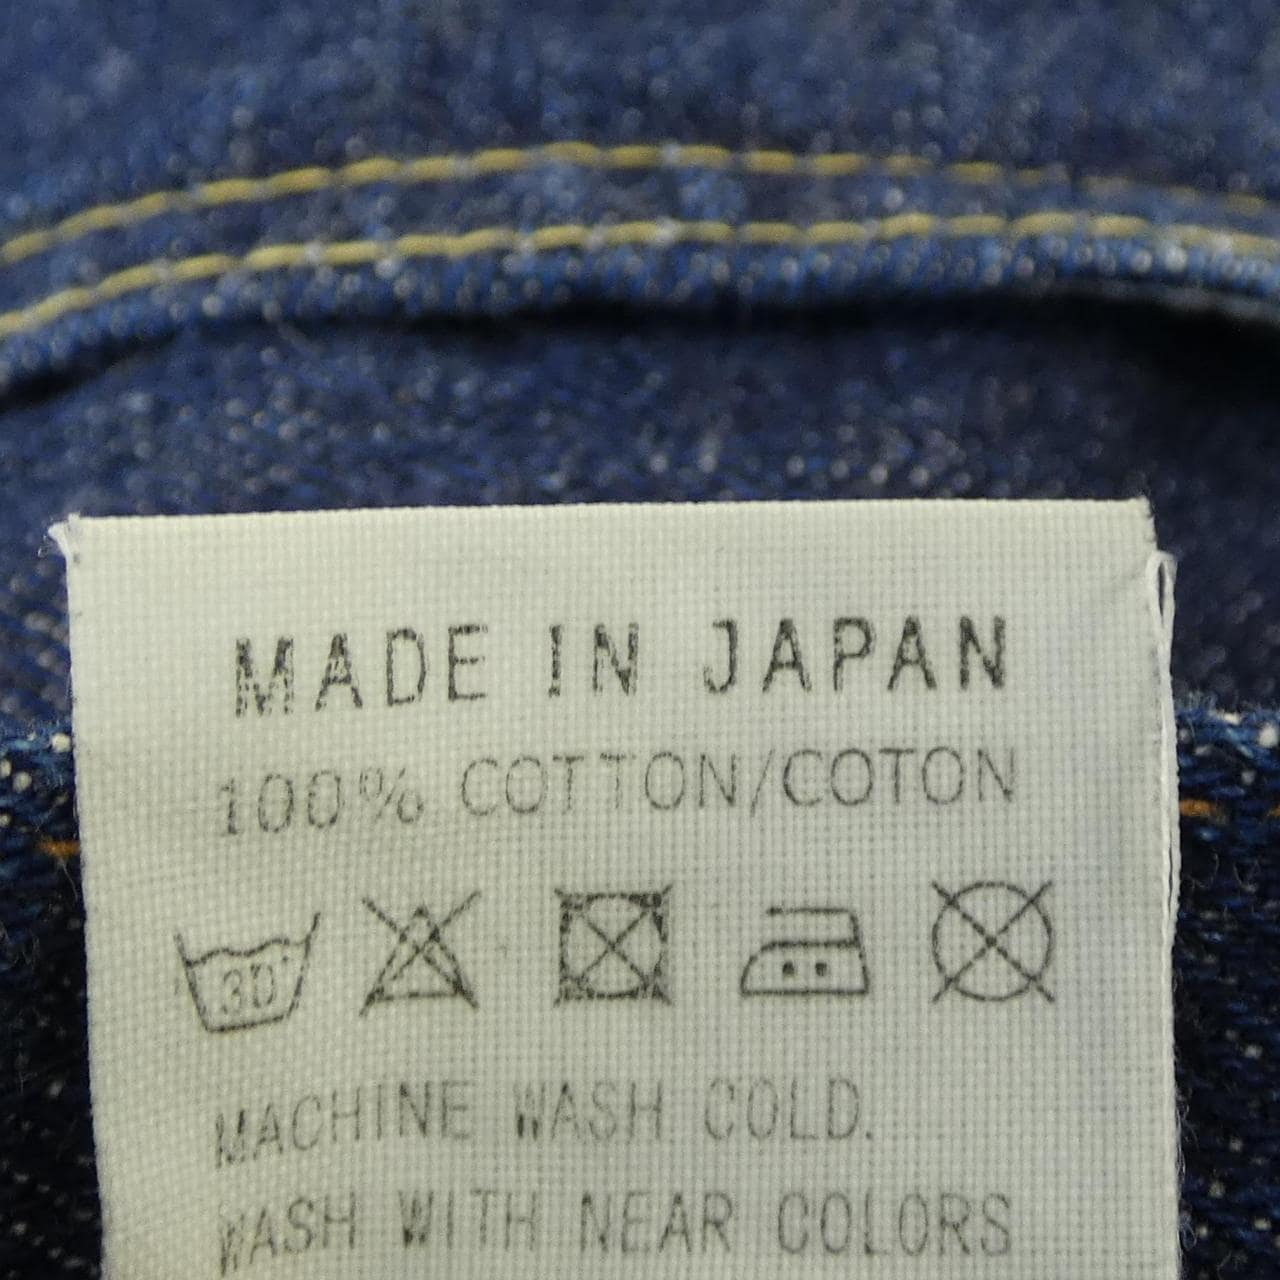 MADE IN JAPAN
100% COTTON/COTON
30°
MACHINE WASH COLD.
WASH WITH NEAR COLORS